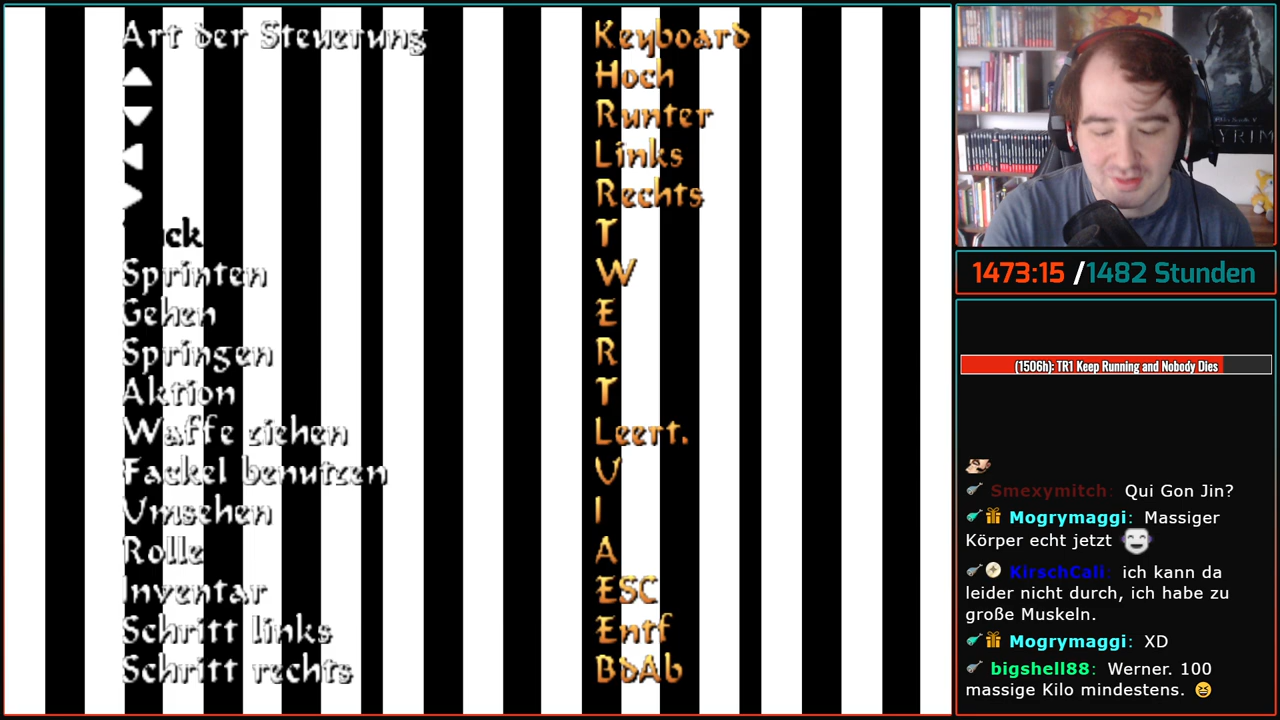 Art der Steuerung Keyboard
Hoch
Runter
Links
Rechts
T
Sprinten W
Gehen E
Springen R
Aktion T
Waffe ziehen Leert.
Fackel benutzen V
Umsehen I
Rolle A
Inventar ESC
Schritt links Entf
Schritt rechts BdAb
YRIM
1473:15 /1482 Stunden
(1506h): TR1 Keep Running and Nobody Dies
Smexymitch: Qui Gon Jin?
Mogrymaggi: Massiger
Körper echt jetzt
KirschCali: ich kann da
leider nicht durch, ich habe zu
große Muskeln.
Mogrymaggi: XD
bigshell88: Werner. 100
massige Kilo mindestens.